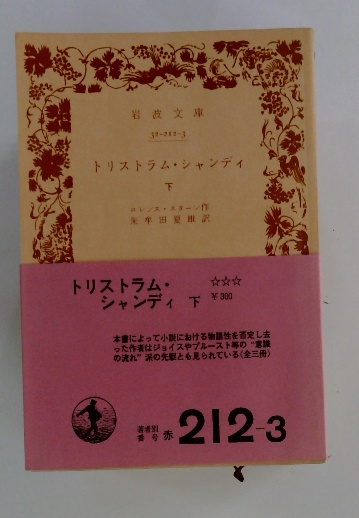 岩波文庫
32-212-3
トリストラム・シャンディ
下
ロレンス・スターン作
朱牟田夏雄訳
トリストラム・
シャンディ 下
☆☆☆
¥300
本書によって小説における物語性を否定し去
った作者はジョイスやプルースト等の“意識
の流れ”派の先駆とも見られている(全三冊)
著者別
番号 赤 212-3